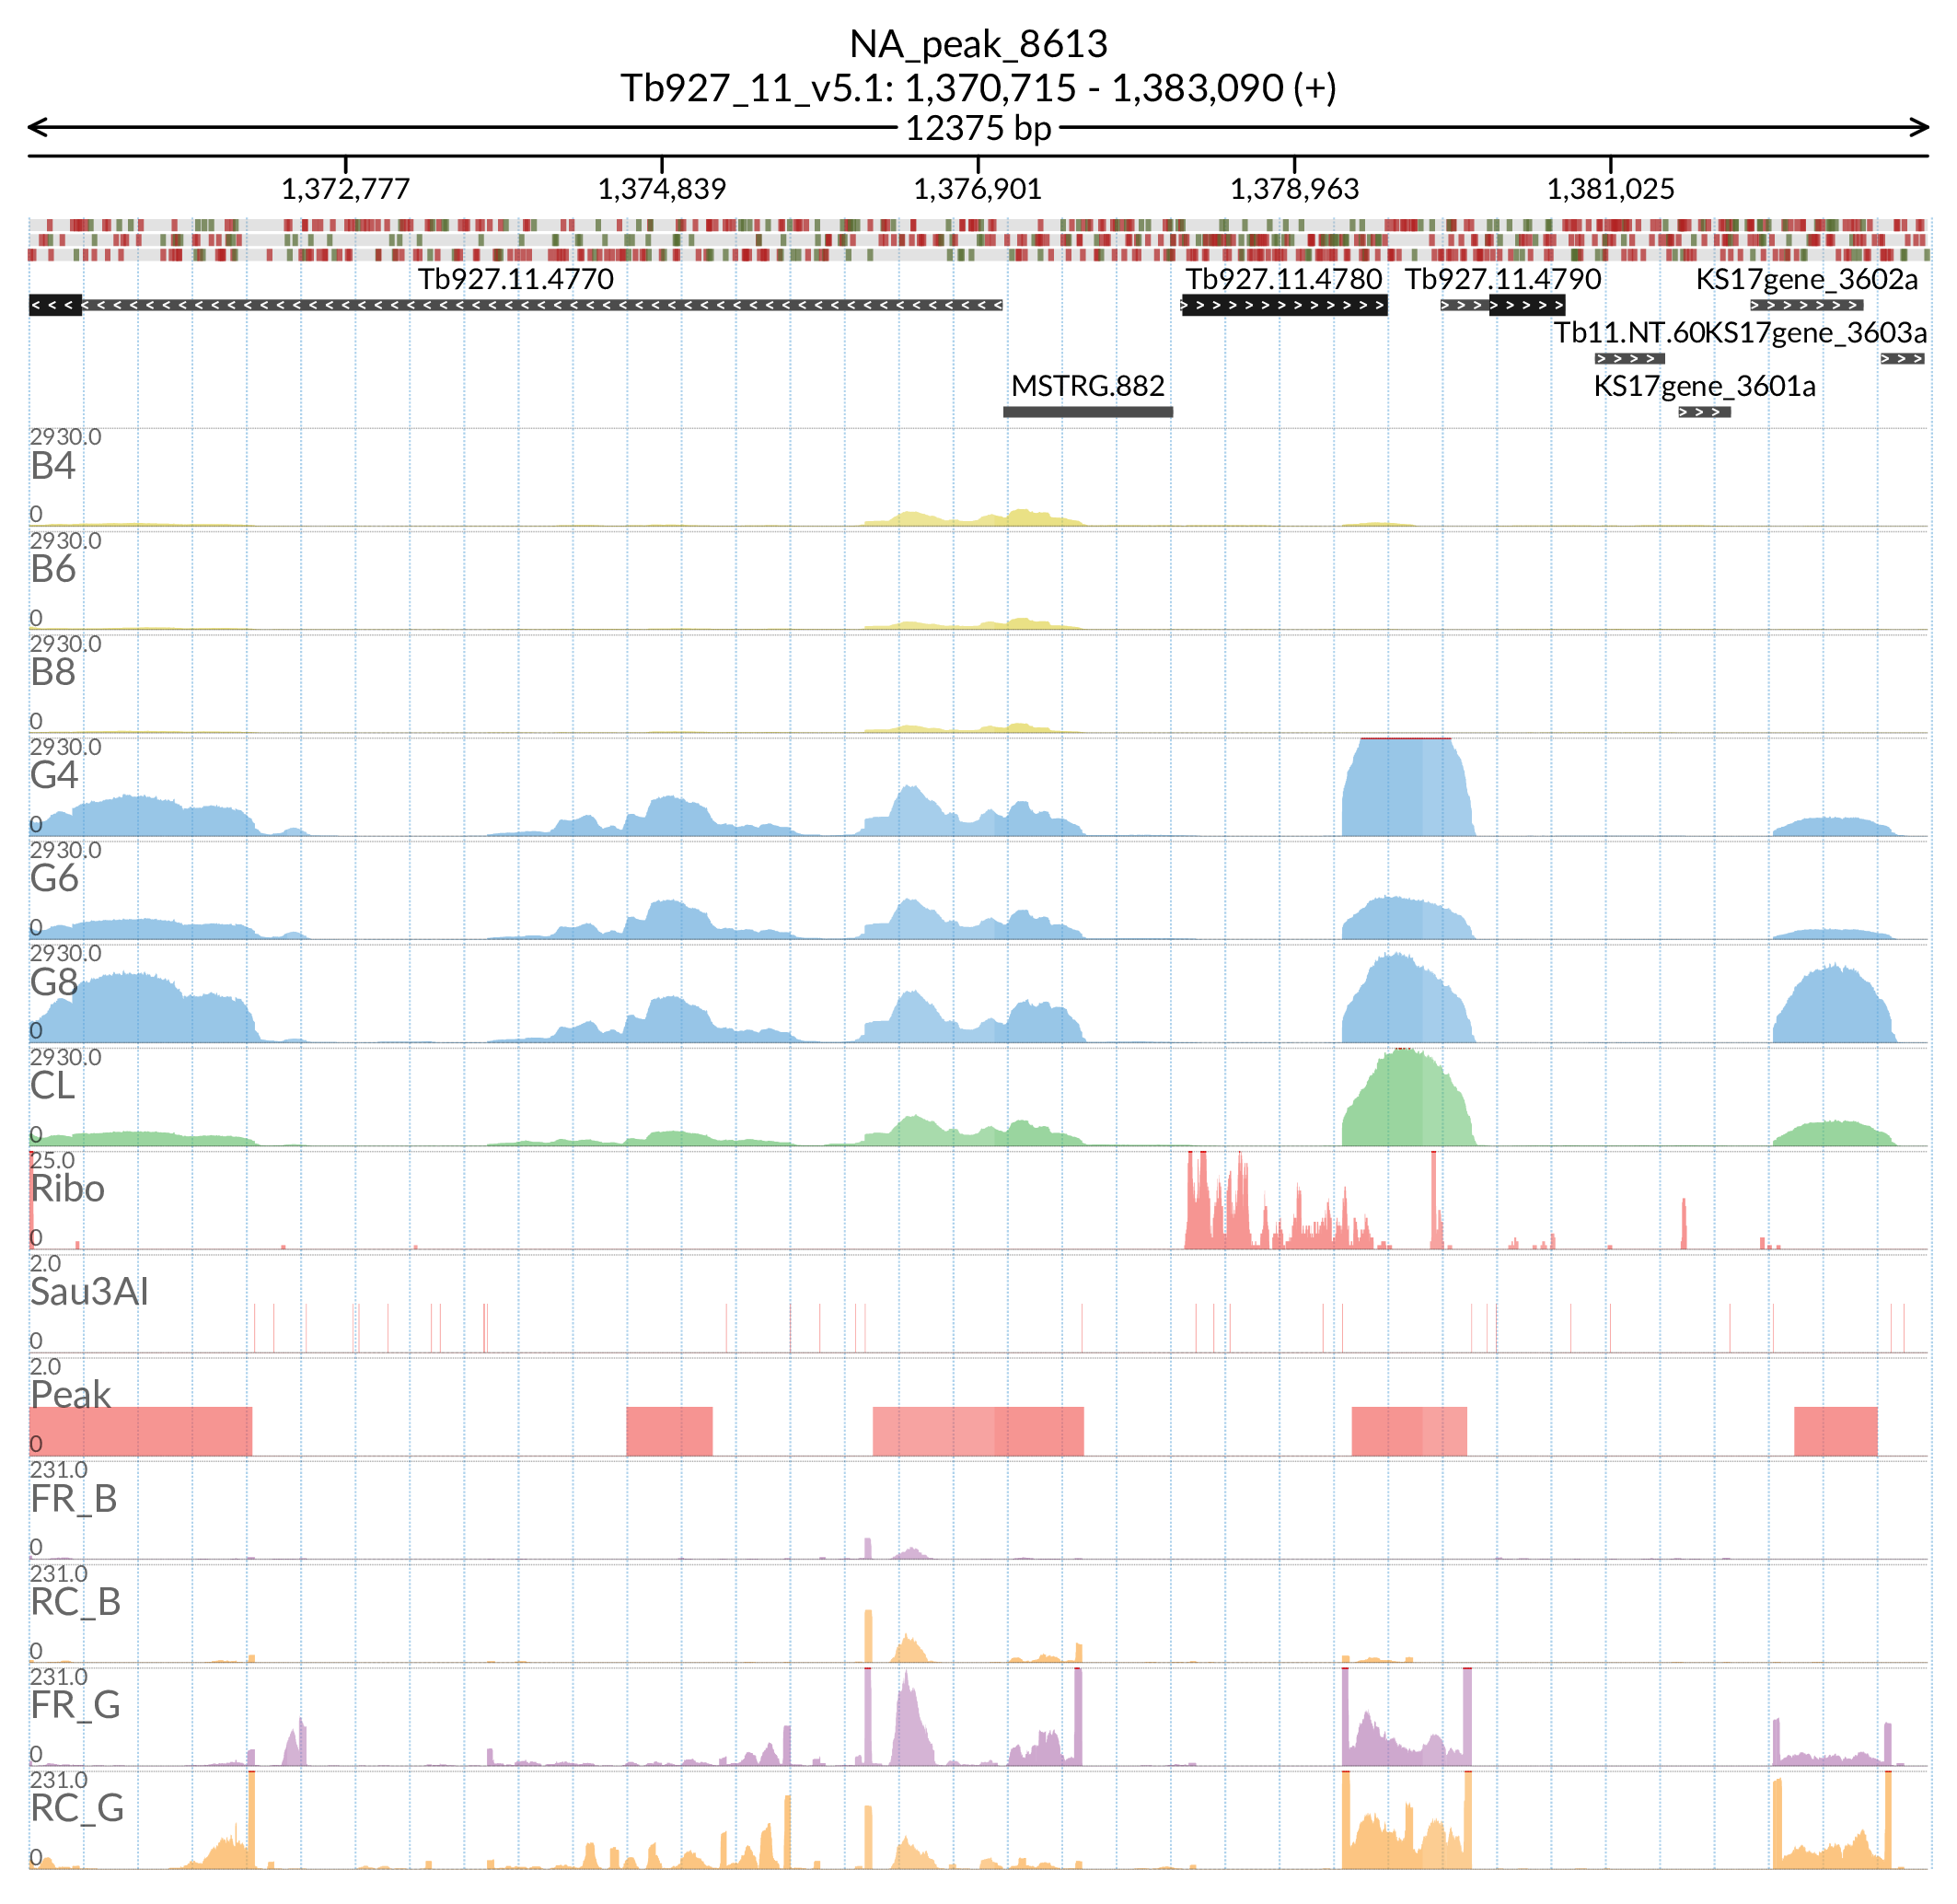 NA_peak_8613
Tb927_11_v5.1: 1,370,715 - 1,383,090 (+)
12375 bp
1,372,777 1,374,839 1,376,901 1,378,963 1,381,025
Tb927.11.4770 Tb927.11.4780 Tb927.11.4790 KS17gene_3602a
Tb11.NT.60KS17gene_3603a
MSTRG.882 KS17gene_3601a
2930.0
B4
0
2930.0
B6
0
2930.0
B8
0
2930.0
G4
0
2930.0
G6
0
2930.0
G8
0
2930.0
CL
0
25.0
Ribo
0
2.0
Sau3AI
0
2.0
Peak
0
231.0
FR_B
0
231.0
RC_B
0
231.0
FR_G
0
231.0
RC_G
0